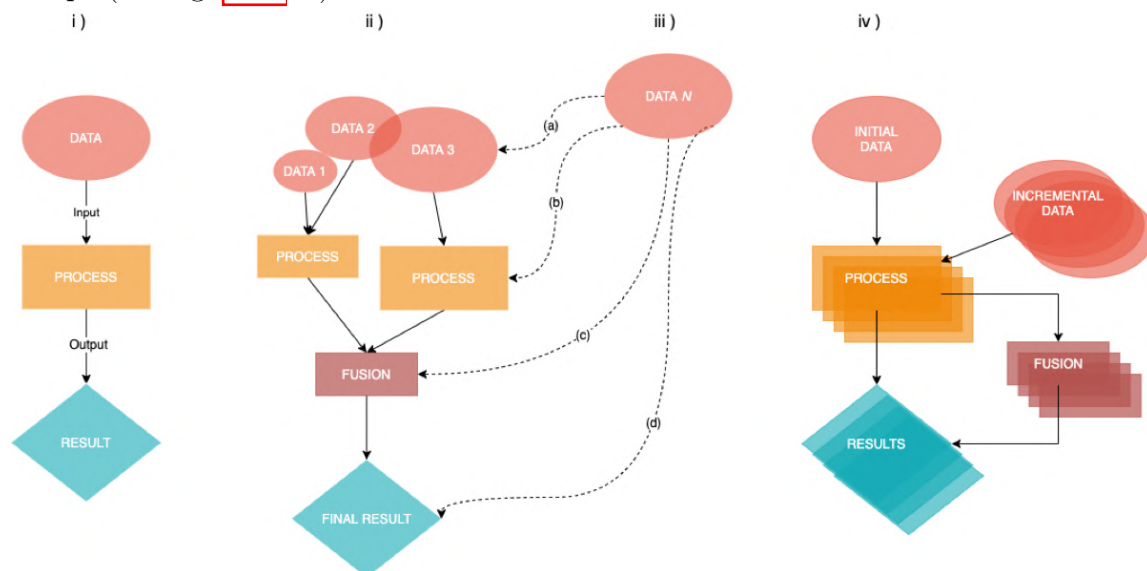 i )
ii )
iii )
iv )
DATA
Input
PROCESS
Output
RESULT
DATA 1
DATA 2
DATA 3
PROCESS
PROCESS
FUSION
FINAL RESULT
DATA N
(a)
(b)
(c)
(d)
INITIAL
DATA
INCREMENTAL
DATA
PROCESS
FUSION
RESULTS